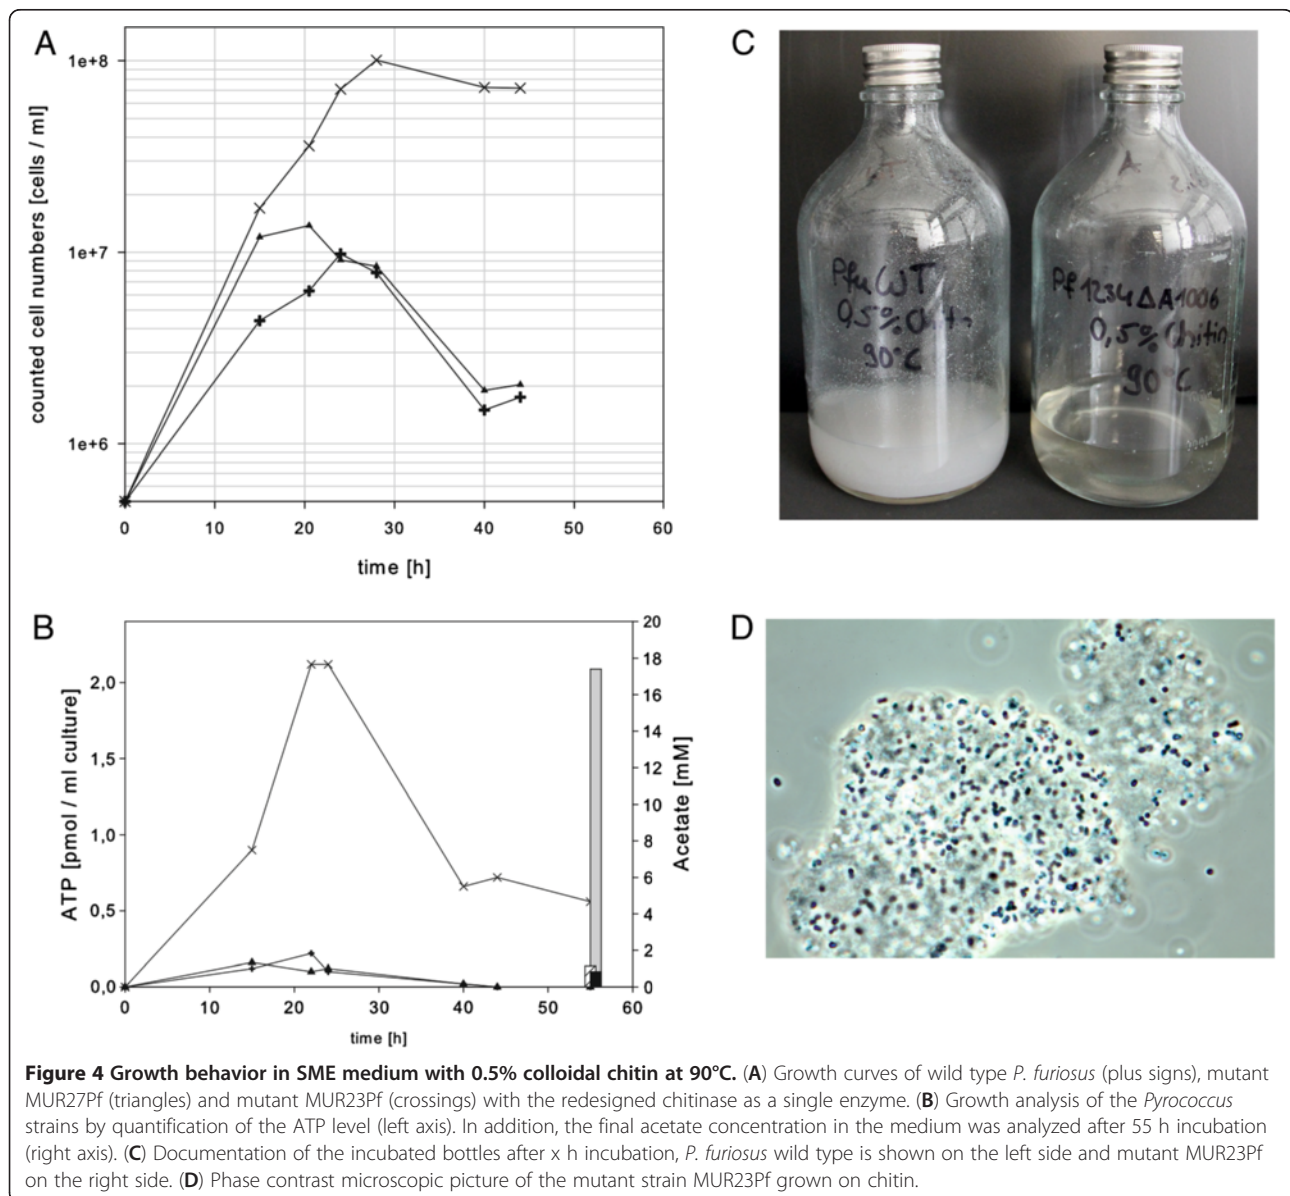 A
counted cell numbers [cells / ml]
1e+8
1e+7
1e+6
0 10 20 30 40 50 60
time [h]
B
ATP [pmol / ml culture]
2,0
1,5
1,0
0,5
0,0
20
18
16
14
12
10
8
6
4
2
0
Acetate [mM]
0 10 20 30 40 50 60
time [h]
C
Pfu WT
0,5% Chitin
90°C
A
Pf 1234 Δ A1006
0,5% Chitin
90°C
D
Figure 4 Growth behavior in SME medium with 0.5% colloidal chitin at 90°C. (A) Growth curves of wild type P. furiosus (plus signs), mutant
MUR27Pf (triangles) and mutant MUR23Pf (crossings) with the redesigned chitinase as a single enzyme. (B) Growth analysis of the Pyrococcus
strains by quantification of the ATP level (left axis). In addition, the final acetate concentration in the medium was analyzed after 55 h incubation
(right axis). (C) Documentation of the incubated bottles after x h incubation, P. furiosus wild type is shown on the left side and mutant MUR23Pf
on the right side. (D) Phase contrast microscopic picture of the mutant strain MUR23Pf grown on chitin.